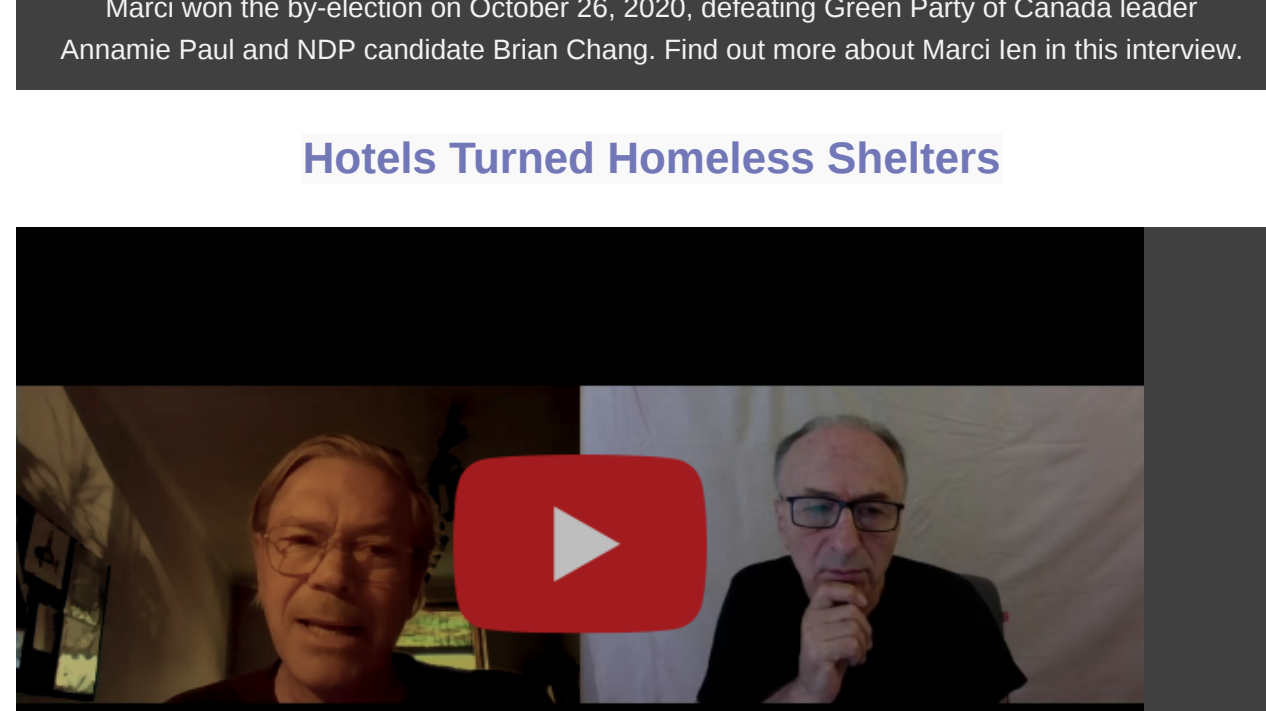 Marci won the by-election on October 26, 2020, defeating Green Party of Canada leader
Annamie Paul and NDP candidate Brian Chang. Find out more about Marci Ien in this interview.
Hotels Turned Homeless Shelters